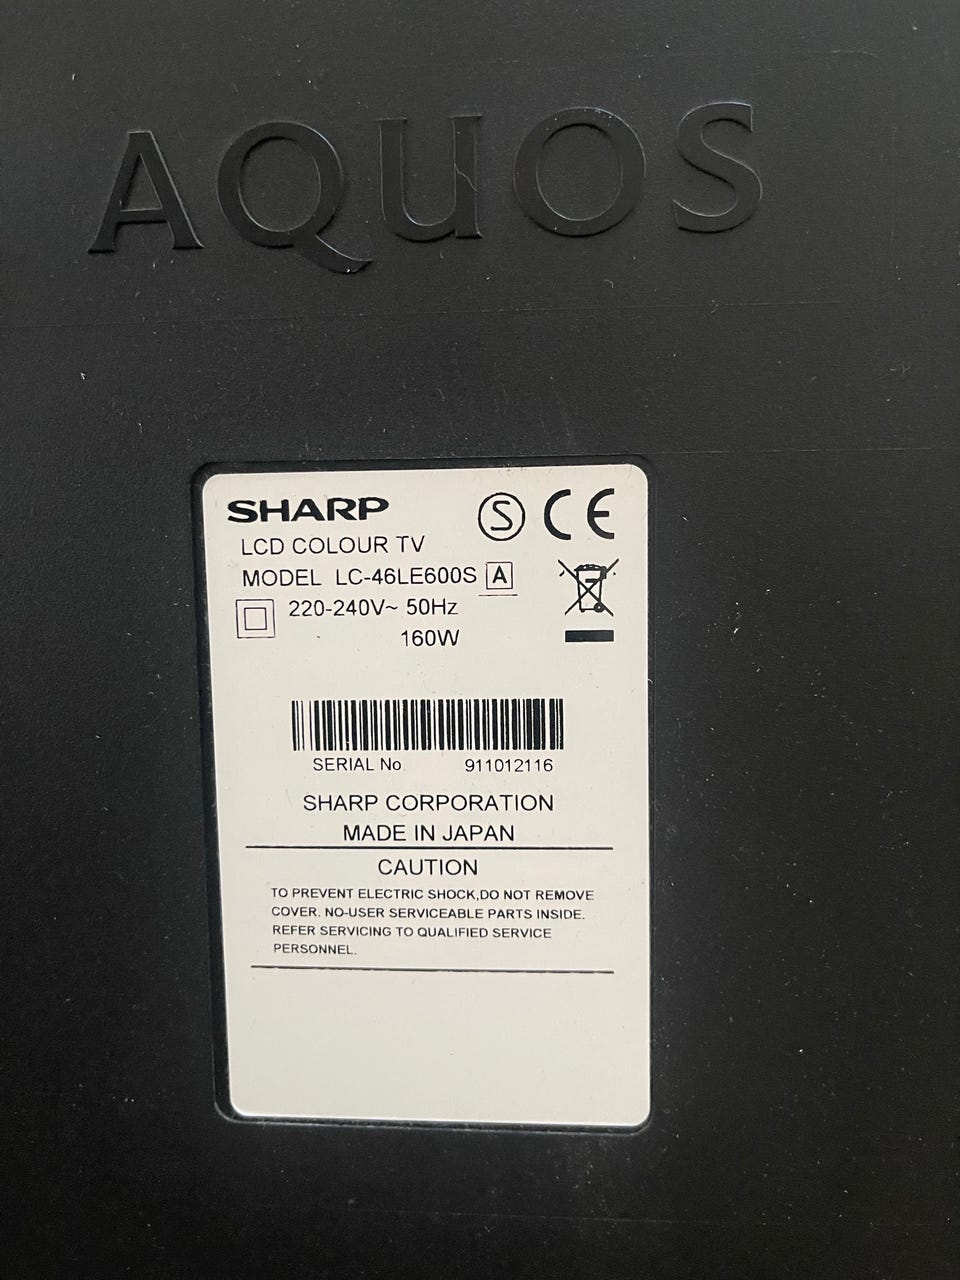 AQUOS
SHARP
S CE
LCD COLOUR TV
MODEL LC-46LE600S A
220-240V~ 50Hz
160W
SERIAL No. 911012116
SHARP CORPORATION
MADE IN JAPAN
CAUTION
TO PREVENT ELECTRIC SHOCK,DO NOT REMOVE
COVER. NO-USER SERVICEABLE PARTS INSIDE.
REFER SERVICING TO QUALIFIED SERVICE
PERSONNEL.